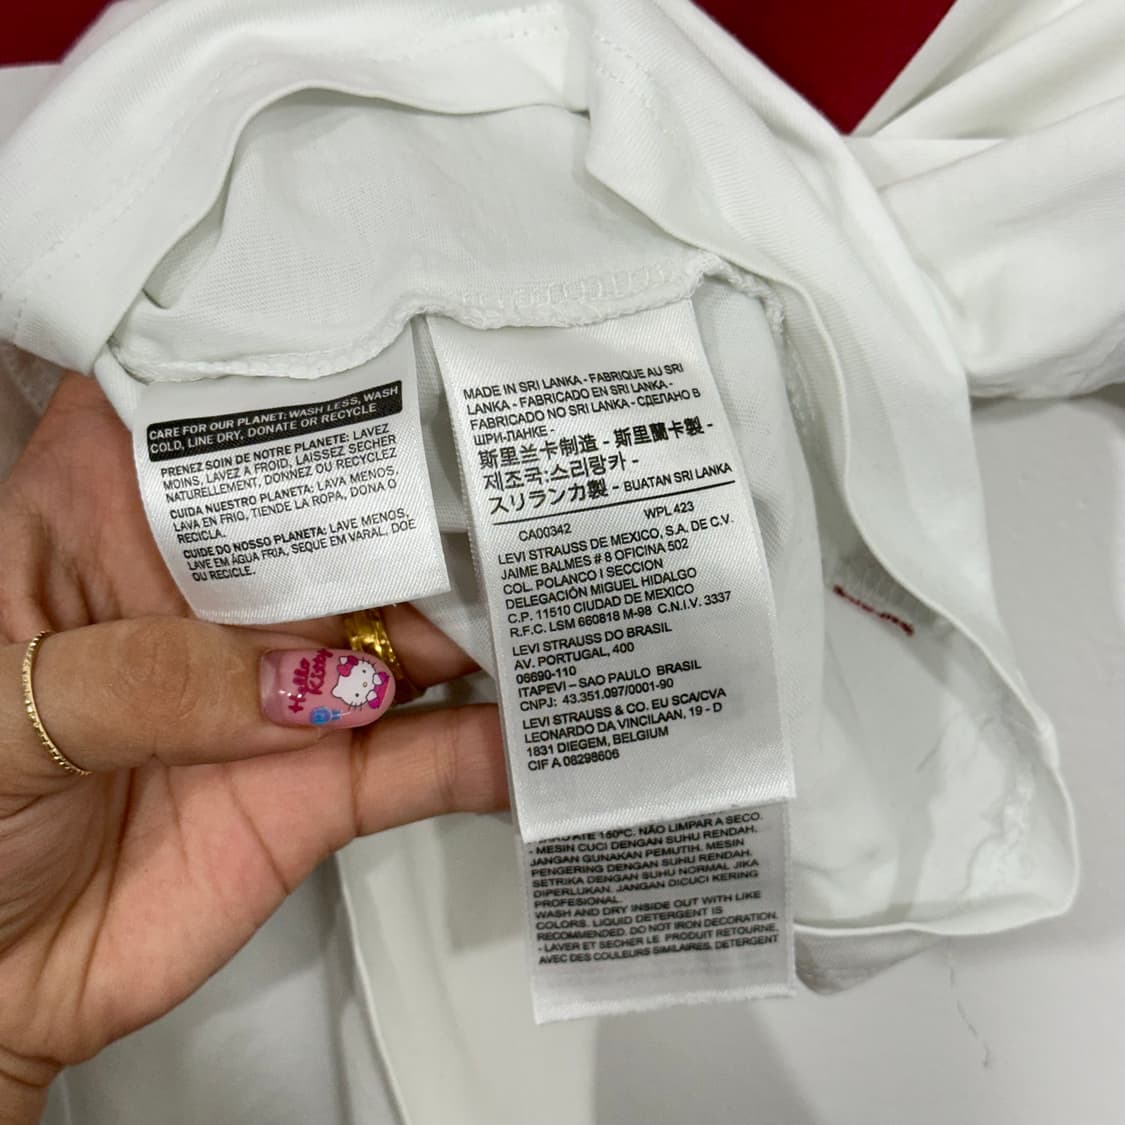 CARE FOR OUR PLANET: WASH LESS, WASH
COLD, LINE DRY, DONATE OR RECYCLE
PRENEZ SOIN DE NOTRE PLANETE: LAVEZ
MOINS, LAVEZ A FROID, LAISSEZ SECHER
NATURELLEMENT, DONNEZ OU RECYCLEZ
CUIDA NUESTRO PLANETA: LAVA MENOS,
LAVA EN FRIO, TIENDE LA ROPA, DONA O
RECICLA.
CUIDE DO NOSSO PLANETA: LAVE MENOS,
LAVE EM ÁGUA FRIA, SEQUE EM VARAL, DOE
OU RECICLE.
MADE IN SRI LANKA - FABRIQUE AU SRI
LANKA - FABRICADO EN SRI LANKA -
FABRICADO NO SRI LANKA - СДЕЛАНО В
ШРИ-ЛАНКЕ -
斯里兰卡制造 - 斯里蘭卡製 -
제조국:스리랑카 -
スリランカ製 - BUATAN SRI LANKA
CA00342 WPL 423
LEVI STRAUSS DE MEXICO, S.A. DE C.V.
JAIME BALMES # 8 OFICINA 502
COL. POLANCO I SECCION
DELEGACIÓN MIGUEL HIDALGO
C.P. 11510 CIUDAD DE MEXICO
R.F.C. LSM 660818 M-98 C.N.I.V. 3337
LEVI STRAUSS DO BRASIL
AV. PORTUGAL, 400
06690-110
ITAPEVI – SAO PAULO BRASIL
CNPJ: 43.351.097/0001-90
LEVI STRAUSS & CO. EU SCA/CVA
LEONARDO DA VINCILAAN, 19 - D
1831 DIEGEM, BELGIUM
CIF A 08298606
Hello
Kitty
ATÉ 150ºC. NÃO LIMPAR A SECO.
- MESIN CUCI DENGAN SUHU RENDAH.
JANGAN GUNAKAN PEMUTIH. MESIN
PENGERING DENGAN SUHU RENDAH.
SETRIKA DENGAN SUHU NORMAL JIKA
DIPERLUKAN. JANGAN DICUCI KERING
PROFESIONAL.
WASH AND DRY INSIDE OUT WITH LIKE
COLORS. LIQUID DETERGENT IS
RECOMMENDED. DO NOT IRON DECORATION.
- LAVER ET SECHER LE PRODUIT RETOURNE,
AVEC DES COULEURS SIMILAIRES. DETERGENT